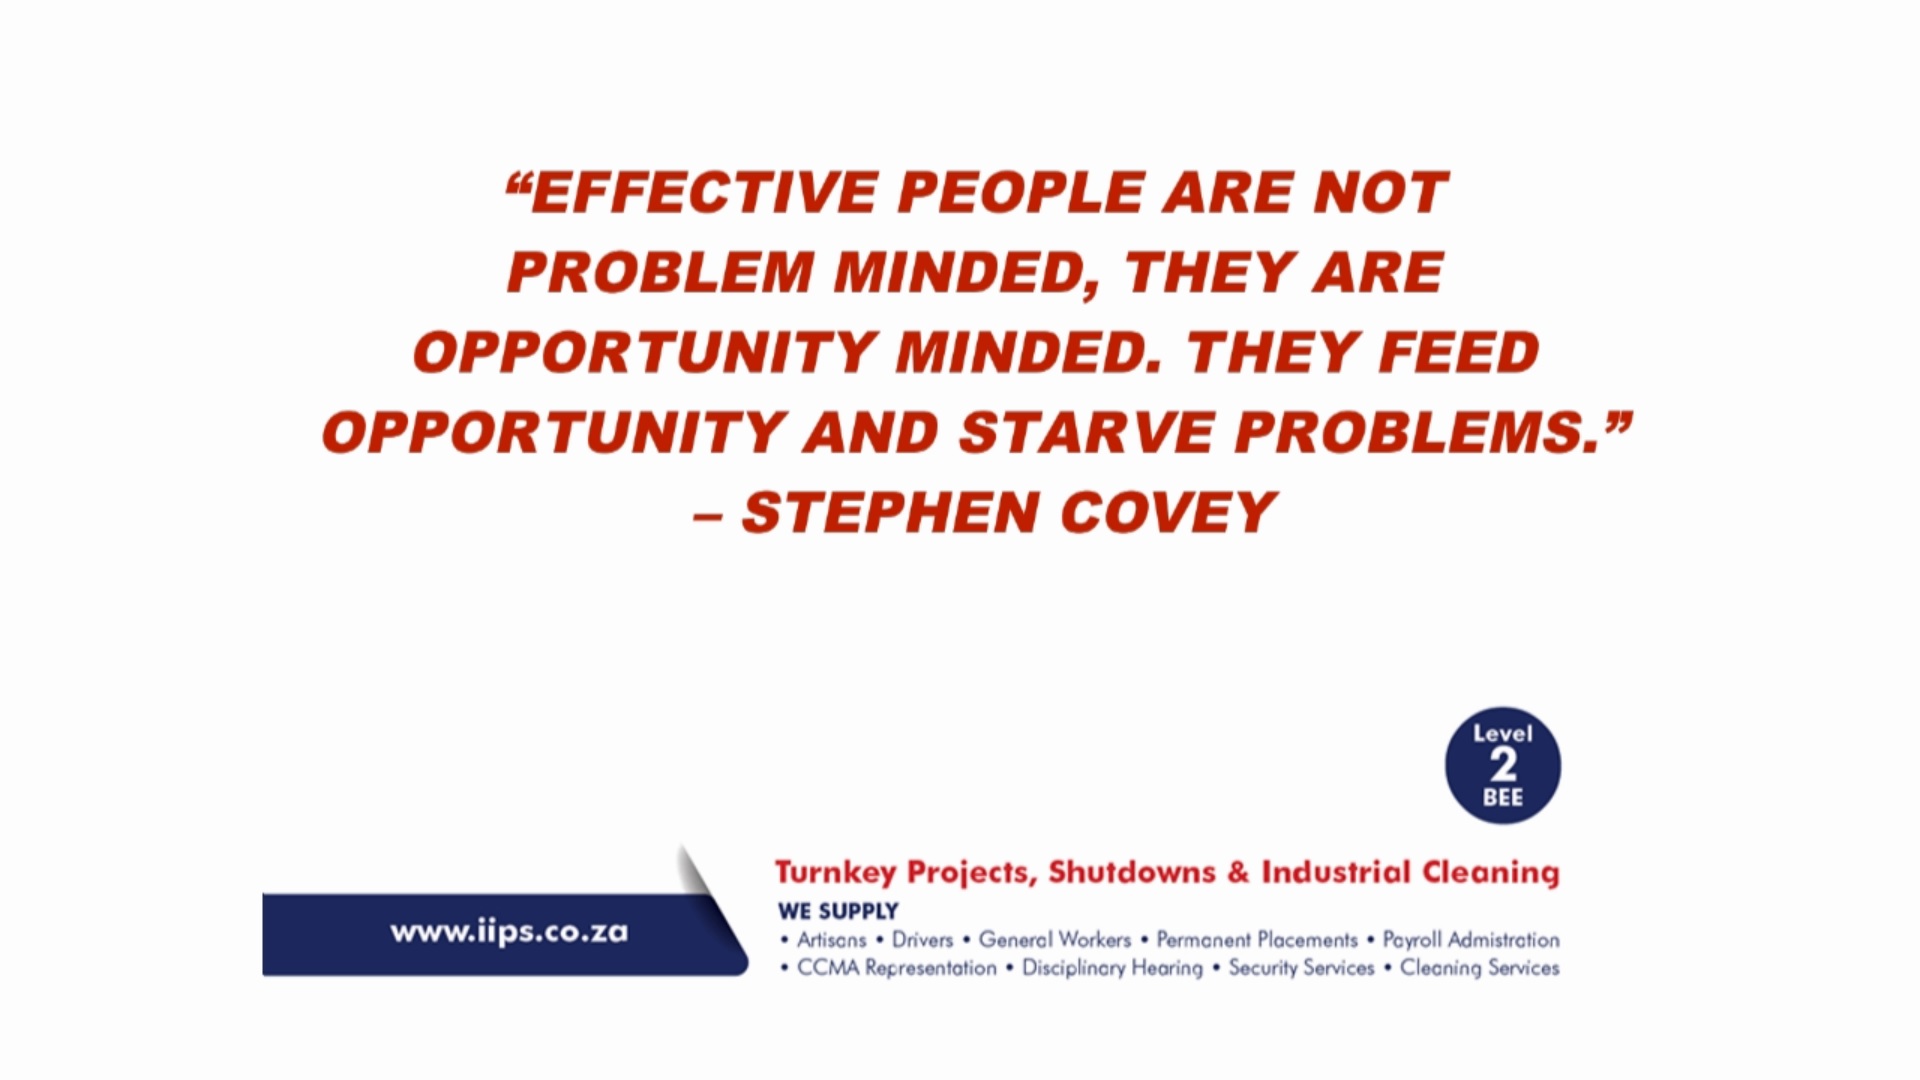 “EFFECTIVE PEOPLE ARE NOT
PROBLEM MINDED, THEY ARE
OPPORTUNITY MINDED. THEY FEED
OPPORTUNITY AND STARVE PROBLEMS.”
– STEPHEN COVEY
Level
2
BEE
www.iips.co.za
Turnkey Projects, Shutdowns & Industrial Cleaning
WE SUPPLY
• Artisans • Drivers • General Workers • Permanent Placements • Payroll Admistration
• CCMA Representation • Disciplinary Hearing • Security Services • Cleaning Services